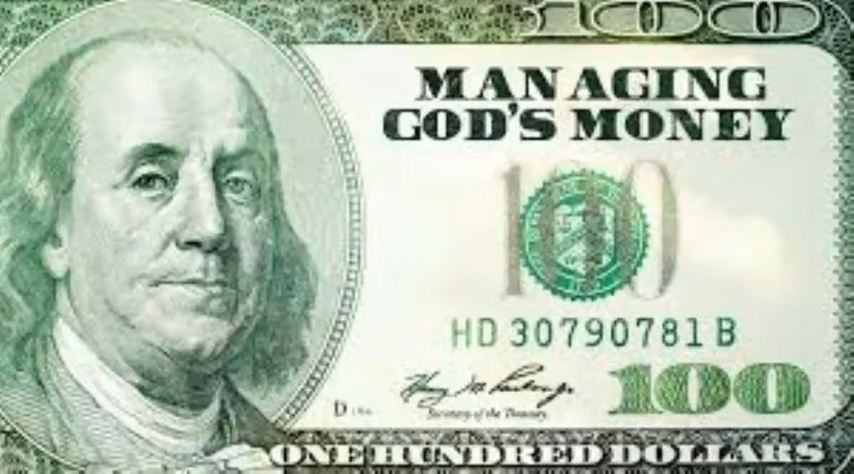 100
MANAGING
GOD'S MONEY
100
HD 30790781 B
Secretary of the Treasury.
D
100
ONE HUNDRED DOLLARS